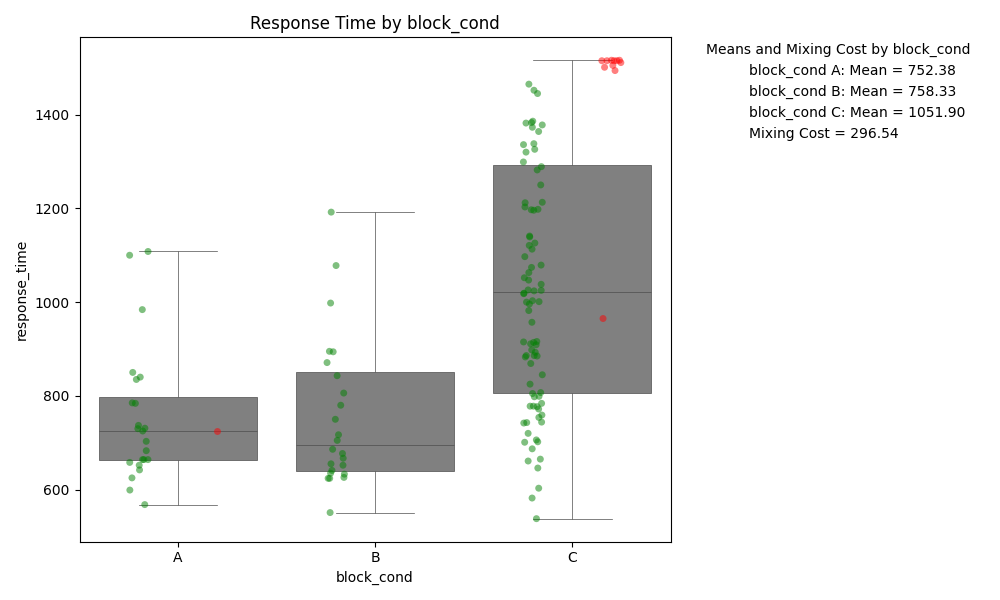 Response Time by block_cond
Means and Mixing Cost by block_cond
block_cond A: Mean = 752.38
block_cond B: Mean = 758.33
block_cond C: Mean = 1051.90
Mixing Cost = 296.54
response_time
1400
1200
1000
800
600
A
B
C
block_cond